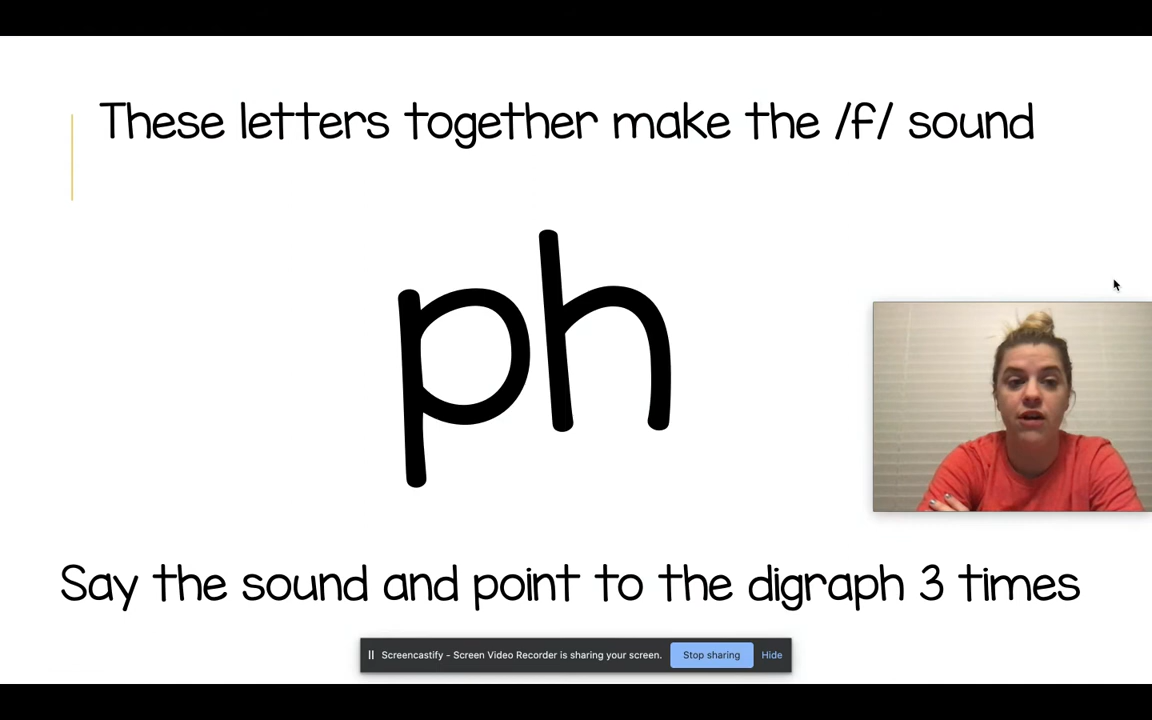 These letters together make the /f/ sound
ph
Say the sound and point to the digraph 3 times
Screencastify - Screen Video Recorder is sharing your screen. Stop sharing Hide